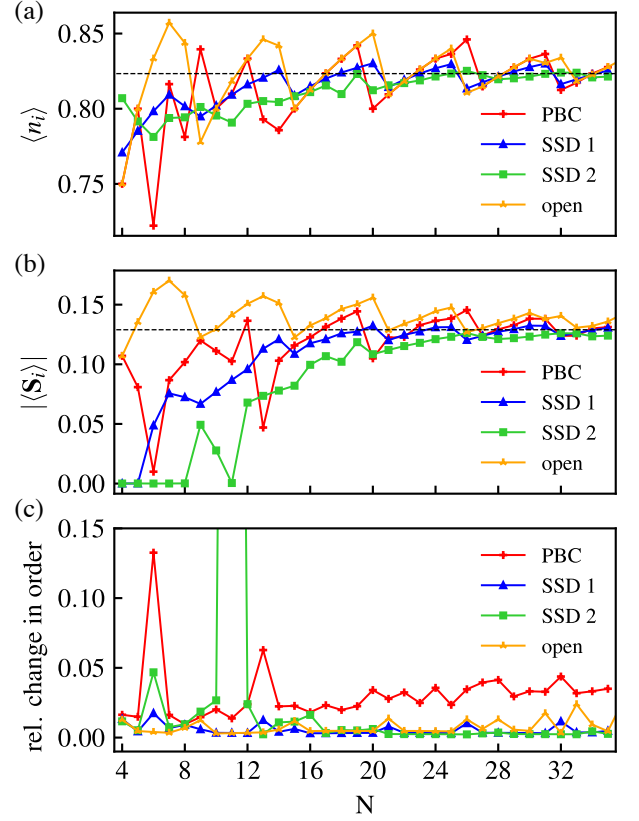 (a)
⟨n_i⟩
0.85
0.80
0.75
PBC
SSD 1
SSD 2
open
(b)
|⟨S_i⟩|
0.15
0.10
0.05
0.00
PBC
SSD 1
SSD 2
open
(c)
rel. change in order
0.15
0.10
0.05
0.00
PBC
SSD 1
SSD 2
open
4 8 12 16 20 24 28 32
N